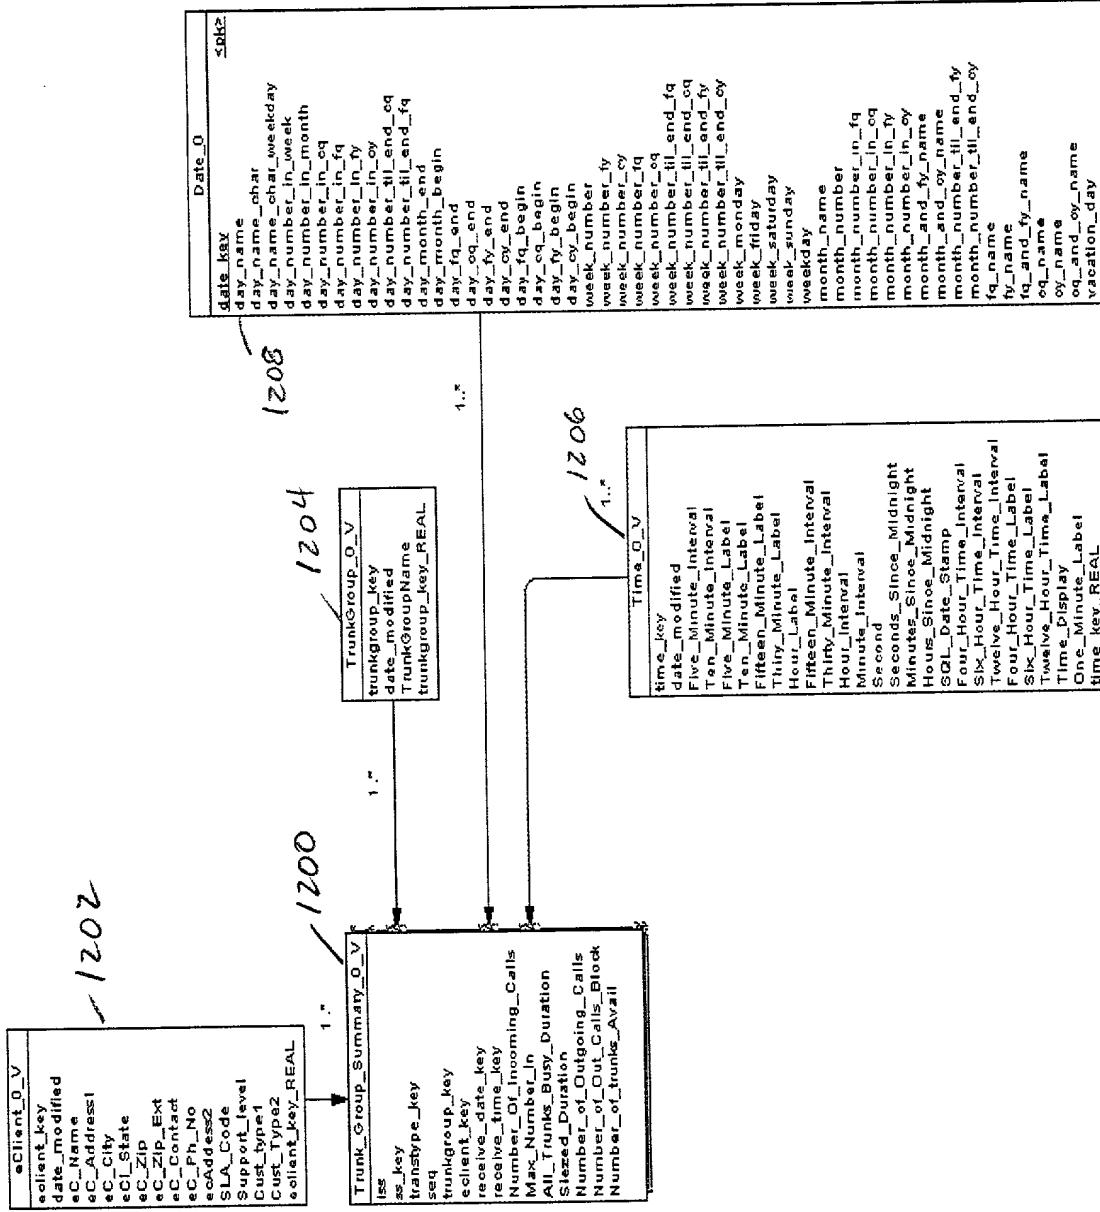 eClient_0_V
eclient_key
date_modified
eC_Name
eC_Address1
eC_City
eCl_State
eC_Zip
eC_Zip_Ext
eC_Contact
eC_Ph_No
ecAddress2
SLA_Code
Support_level
Cust_type1
Cust_Type2
eclient_key_REAL
1202
1..*
Trunk_Group_Summary_0_V
iss
ss_key
transtype_key
seq
trunkgroup_key
eclient_key
receive_date_key
receive_time_key
Number_Of_Incoming_Calls
Max_Number_In
All_Trunks_Busy_Duration
Siezed_Duration
Number_of_Outgoing_Calls
Number_of_Out_Calls_Block
Number_of_trunks_Avail
1200
1..*
TrunkGroup_0_V
trunkgroup_key
date_modified
TrunkGroupName
trunkgroup_key_REAL
1204
1..*
Time_0_V
time_key
date_modified
Five_Minute_Interval
Ten_Minute_Interval
Five_Minute_Label
Ten_Minute_Label
Fifteen_Minute_Label
Thiry_Minute_Label
Hour_Label
Fifteen_Minute_Interval
Thirty_Minute_Interval
Hour_Interval
Minute_Interval
Second
Seconds_Since_Midnight
Minutes_Since_Midnight
Hours_Since_Midnight
SQL_Date_Stamp
Four_Hour_Time_Interval
Six_Hour_Time_Interval
Twelve_Hour_Time_Interval
Four_Hour_Time_Label
Six_Hour_Time_Label
Twelve_Hour_Time_Label
Time_Display
One_Minute_Label
time_key_REAL
1206
1..*
Date_0
date_key <pk>
day_name
day_name_char
day_name_char_weekday
day_number_in_week
day_number_in_month
day_number_in_cq
day_number_in_fq
day_number_in_fy
day_number_in_cy
day_number_til_end_cq
day_number_til_end_fq
day_month_end
day_month_begin
day_fq_end
day_cq_end
day_fy_end
day_cy_end
day_fq_begin
day_cq_begin
day_fy_begin
day_cy_begin
week_number
week_number_fy
week_number_cy
week_number_fq
week_number_cq
week_number_til_end_fq
week_number_til_end_cq
week_number_til_end_fy
week_number_til_end_cy
week_monday
week_friday
week_saturday
week_sunday
weekday
month_name
month_number
month_number_in_fq
month_number_in_cq
month_number_in_fy
month_number_in_cy
month_and_fy_name
month_and_cy_name
month_number_til_end_fy
month_number_til_end_cy
fq_name
fy_name
fq_and_fy_name
cq_name
cy_name
cq_and_cy_name
vacation_day
1208